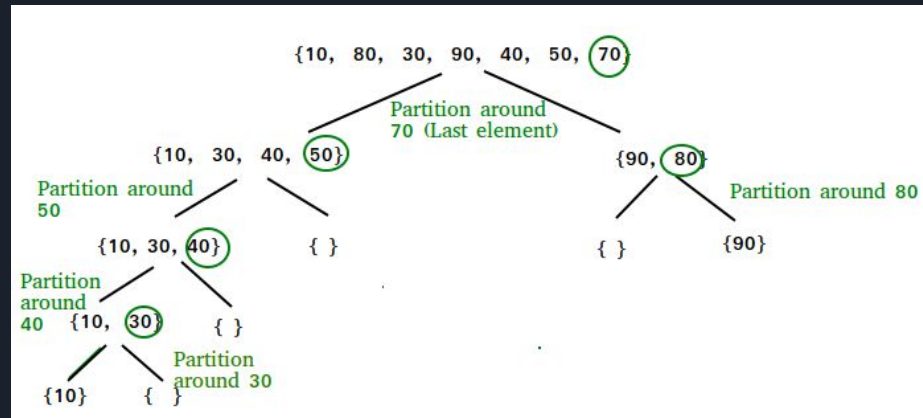 {10, 80, 30, 90, 40, 50, 70}
Partition around
70 (Last element)
{10, 30, 40, 50}
{90, 80}
Partition around
50
Partition around 80
{10, 30, 40}
{ }
{ }
{90}
Partition
around
40
{10, 30}
{ }
Partition
around 30
{10}
{ }